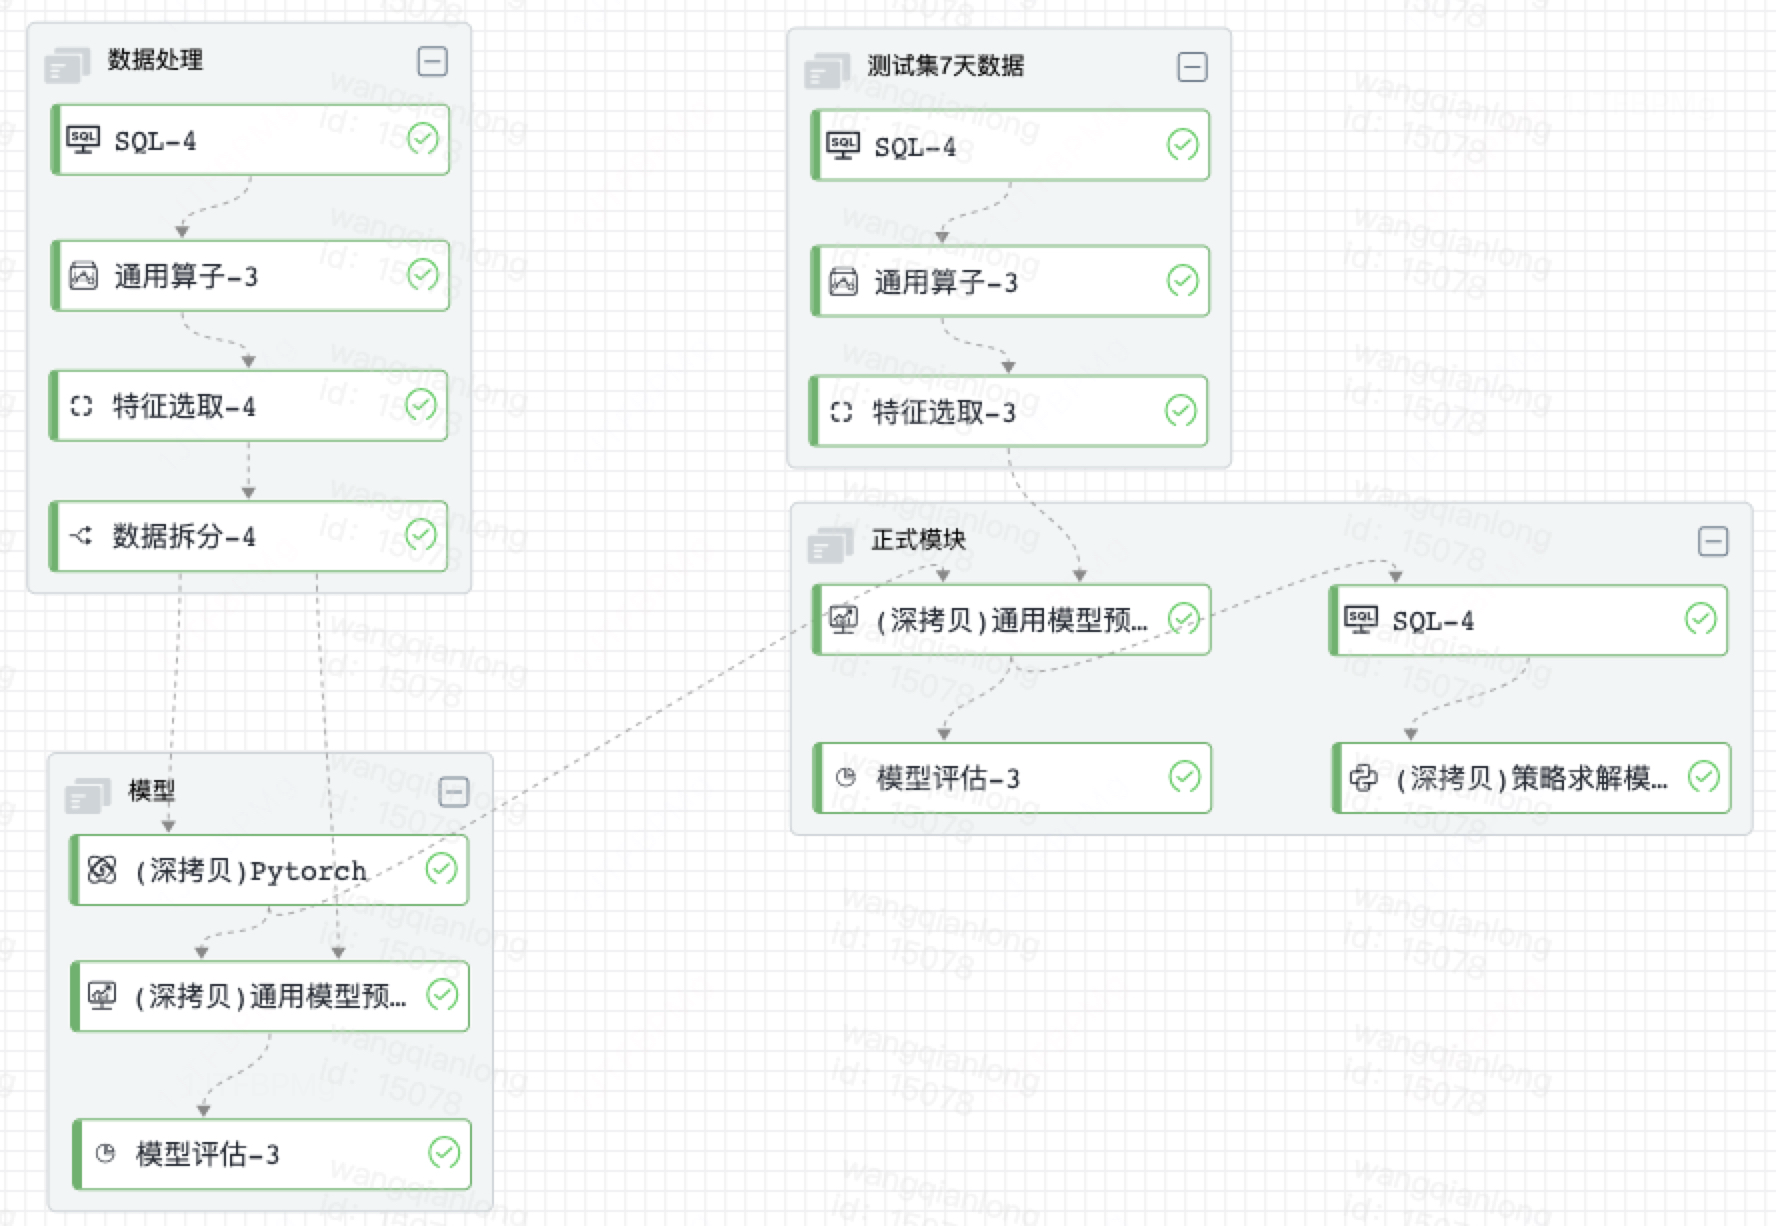 数据处理
SQL-4
通用算子-3
特征选取-4
数据拆分-4
测试集7天数据
SQL-4
通用算子-3
特征选取-3
正式模块
(深拷贝)通用模型预...
SQL-4
模型评估-3
(深拷贝)策略求解模...
模型
(深拷贝)Pytorch
(深拷贝)通用模型预...
模型评估-3
wangqianlong
id: 15078